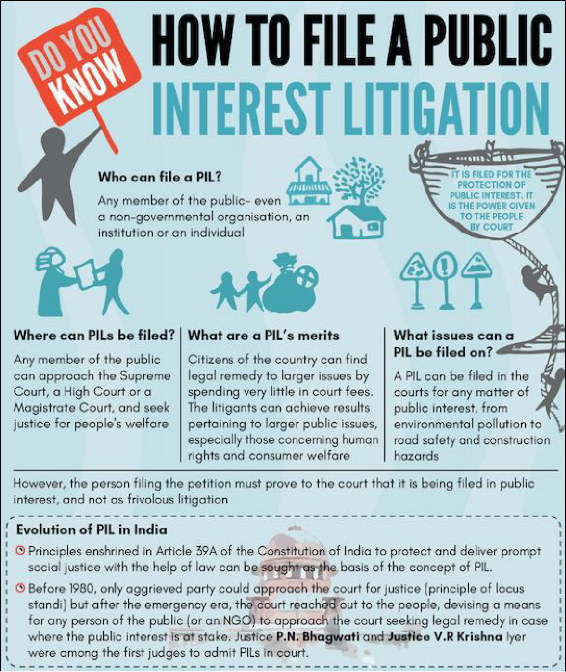 DO YOU
KNOW
HOW TO FILE A PUBLIC
INTEREST LITIGATION
Who can file a PIL?
Any member of the public- even
a non-governmental organisation, an
institution or an individual
IT IS FILED FOR THE
PROTECTION OF
PUBLIC INTEREST. IT
IS THE POWER GIVEN
TO THE PEOPLE
BY COURT
Where can PILs be filed?
Any member of the public
can approach the Supreme
Court, a High Court or a
Magistrate Court, and seek
justice for people's welfare
What are a PIL's merits
Citizens of the country can find
legal remedy to larger issues by
spending very little in court fees.
The litigants can achieve results
pertaining to larger public issues,
especially those concerning human
rights and consumer welfare
What issues can a
PIL be filed on?
A PIL can be filed in the
courts for any matter of
public interest, from
environmental pollution to
road safety and construction
hazards
However, the person filing the petition must prove to the court that it is being filed in public
interest, and not as frivolous litigation
Evolution of PIL in India
Principles enshrined in Article 39A of the Constitution of India to protect and deliver prompt
social justice with the help of law can be sought as the basis of the concept of PIL.
Before 1980, only aggrieved party could approach the court for justice (principle of locus
standi) but after the emergency era, the court reached out to the people, devising a means
for any person of the public (or an NGO) to approach the court seeking legal remedy in case
where the public interest is at stake. Justice P.N. Bhagwati and Justice V.R Krishna Iyer
were among the first judges to admit PILs in court.